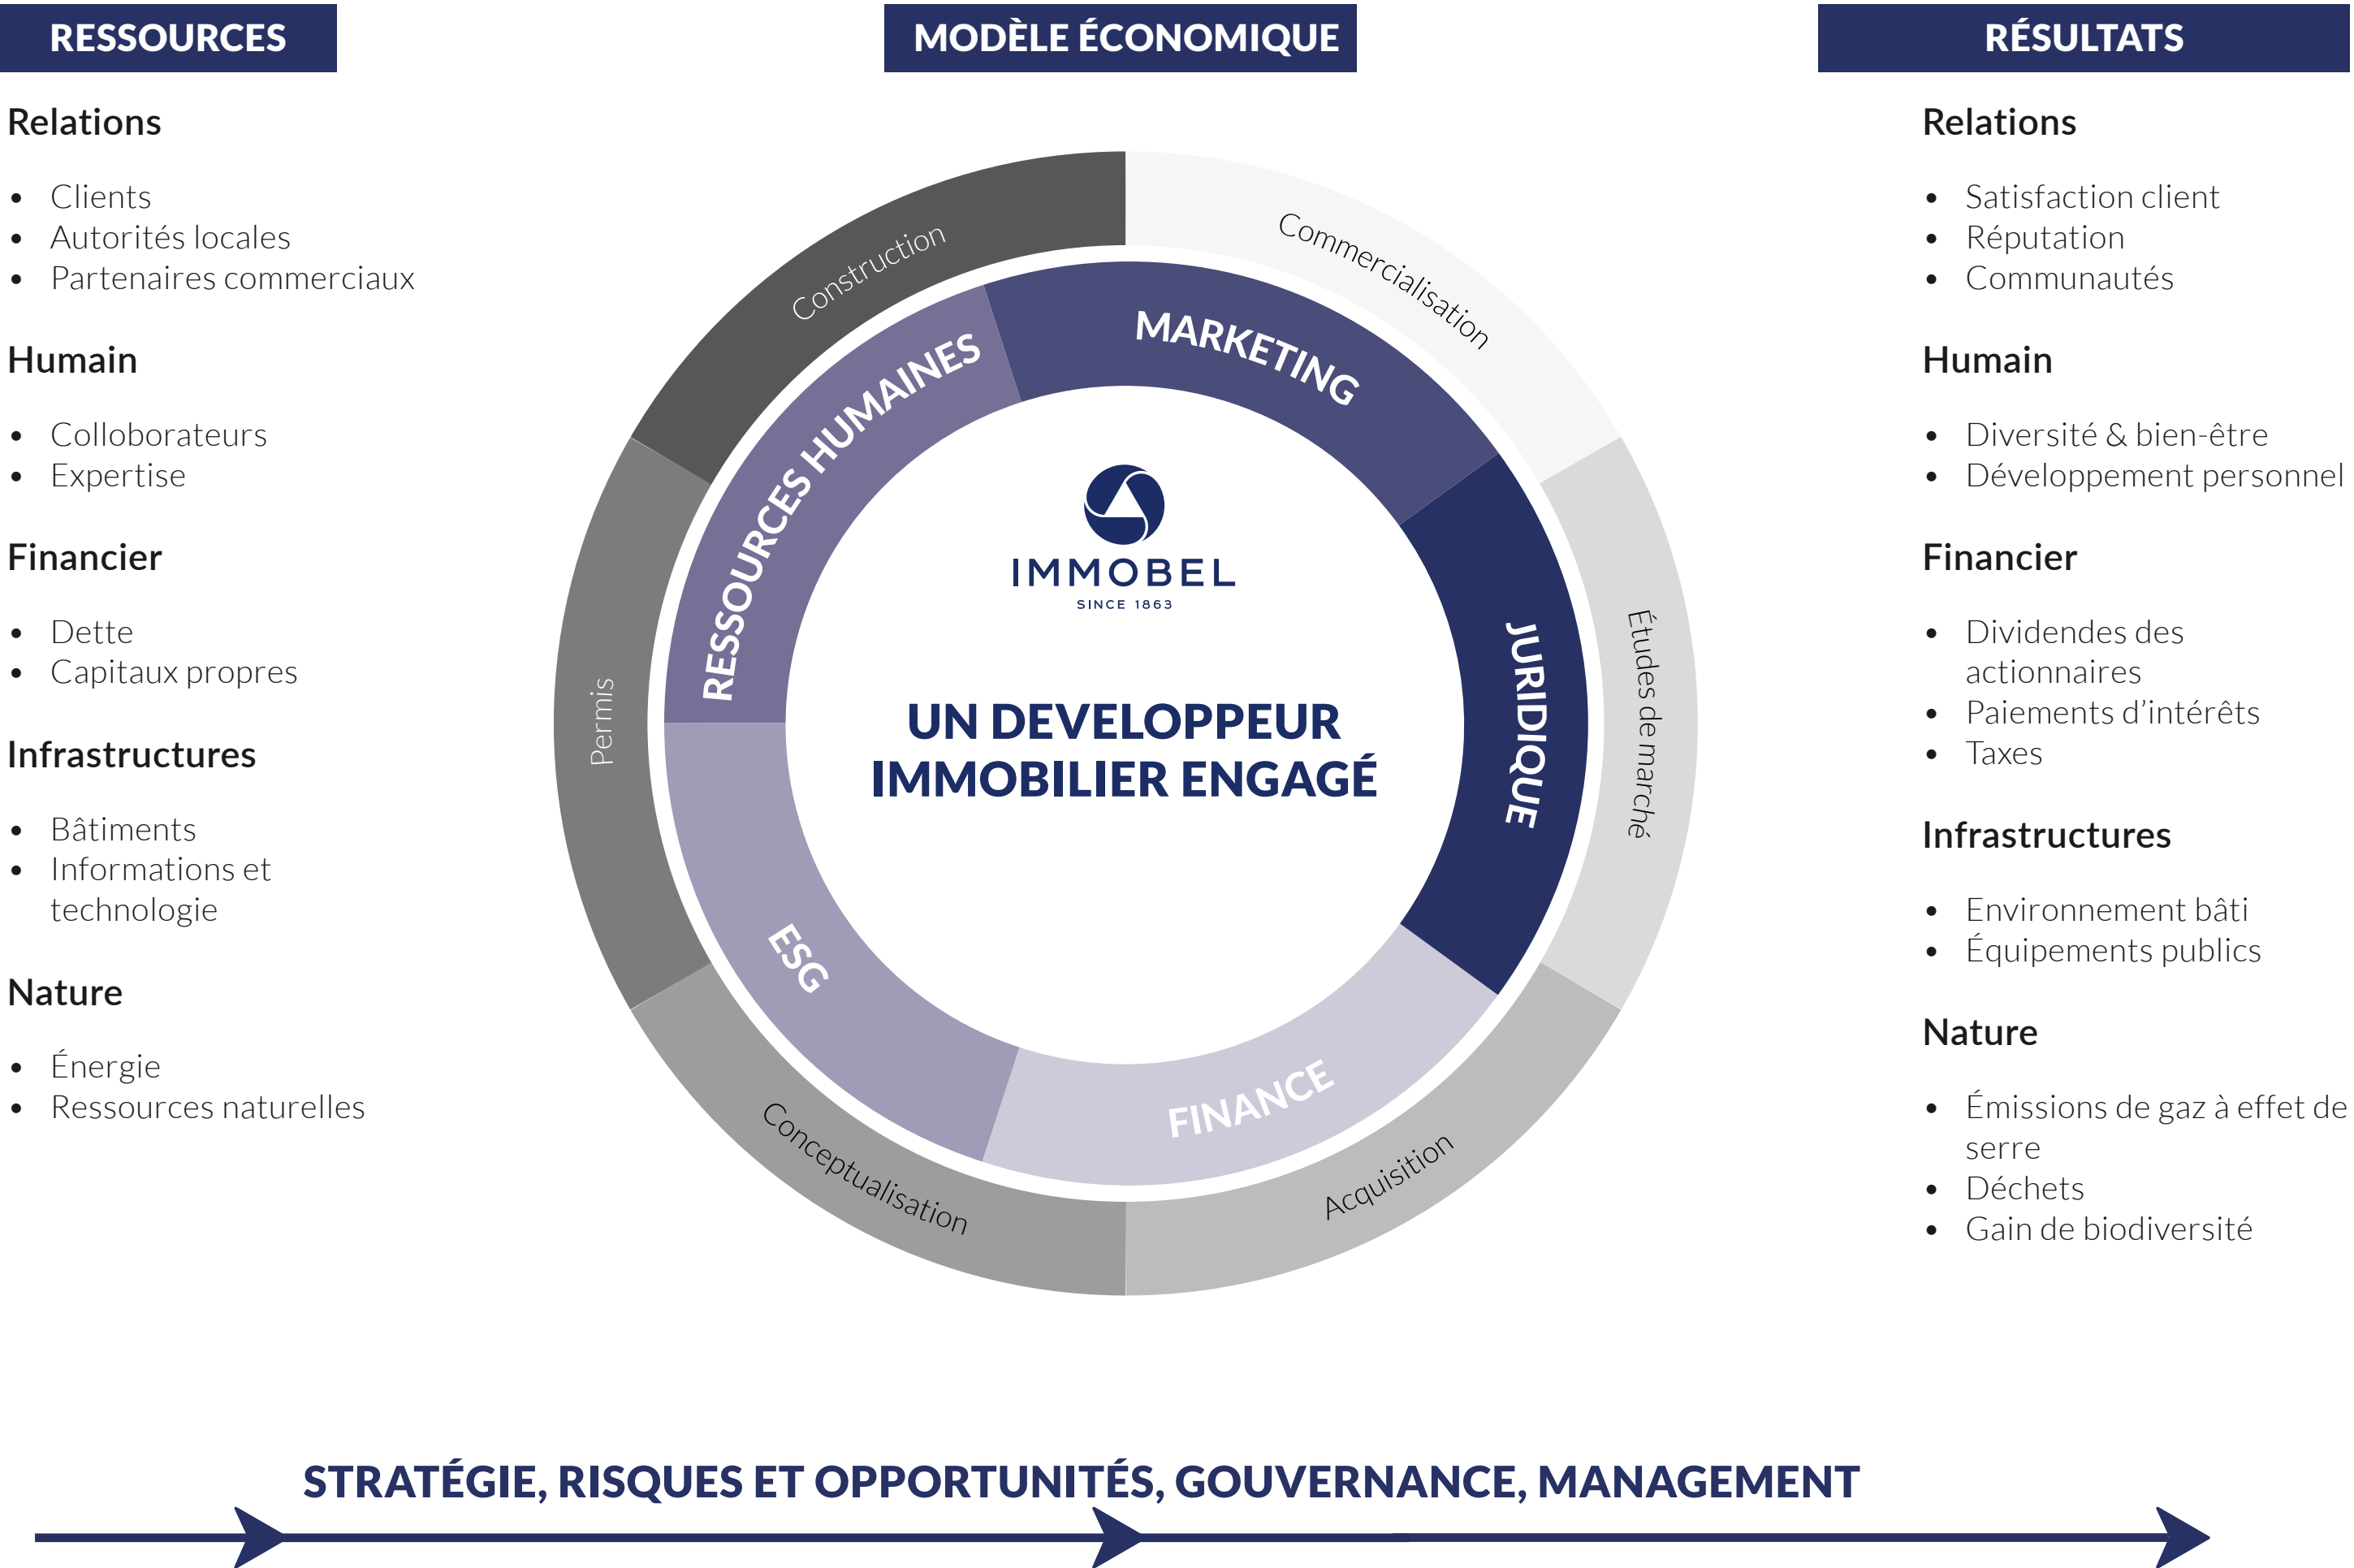 RESSOURCES
Relations
• Clients
• Autorités locales
• Partenaires commerciaux
Humain
• Colloborateurs
• Expertise
Financier
• Dette
• Capitaux propres
Infrastructures
• Bâtiments
• Informations et
technologie
Nature
• Énergie
• Ressources naturelles
MODÈLE ÉCONOMIQUE
Construction
Commercialisation
Études de marché
Acquisition
Conceptualisation
Permis
RESSOURCES HUMAINES
MARKETING
JURIDIQUE
FINANCE
ESG
IMMOBEL
SINCE 1863
UN DEVELOPPEUR
IMMOBILIER ENGAGÉ
RÉSULTATS
Relations
• Satisfaction client
• Réputation
• Communautés
Humain
• Diversité & bien-être
• Développement personnel
Financier
• Dividendes des
actionnaires
• Paiements d’intérêts
• Taxes
Infrastructures
• Environnement bâti
• Équipements publics
Nature
• Émissions de gaz à effet de
serre
• Déchets
• Gain de biodiversité
STRATÉGIE, RISQUES ET OPPORTUNITÉS, GOUVERNANCE, MANAGEMENT